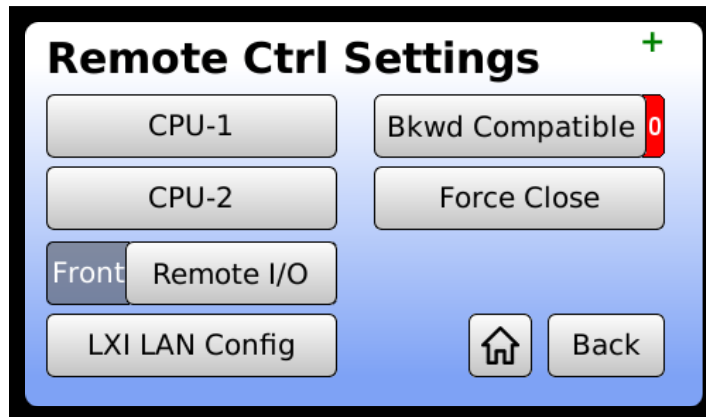 Remote Ctrl Settings +
CPU-1
Bkwd Compatible 0
CPU-2
Force Close
Front Remote I/O
LXI LAN Config
Back